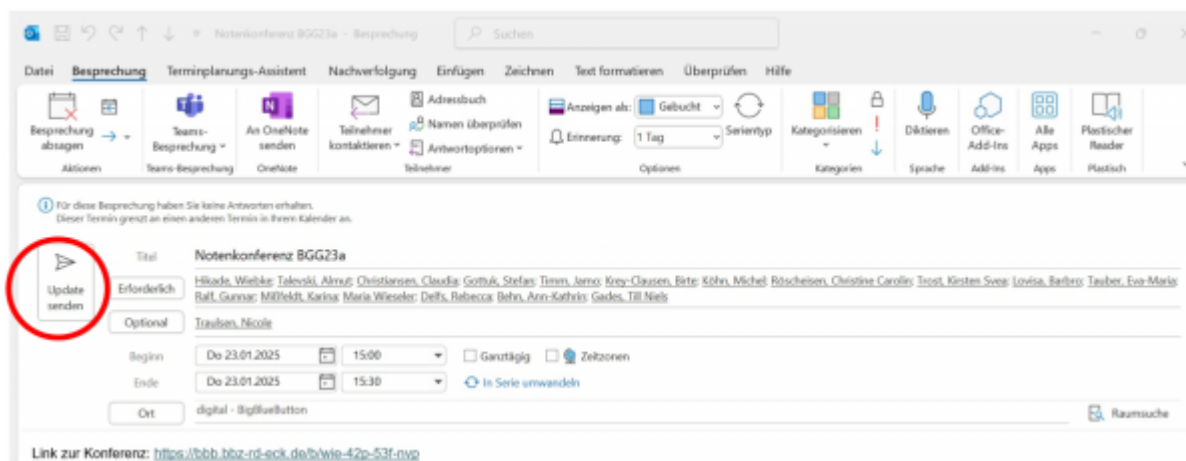 Notenkonferenz BGG23a - Besprechung
Suchen
Datei Besprechung Terminplanungs-Assistent Nachverfolgung Einfügen Zeichnen Text formatieren Überprüfen Hilfe
Besprechung absagen
Teams-Besprechung
An OneNote senden
Teilnehmer kontaktieren
Adressbuch
Namen überprüfen
Antwortoptionen
Anzeigen als: Gebucht
Erinnerung: 1 Tag
Serientyp
Kategorisieren
Diktieren
Office-Add-Ins
Alle Apps
Plastischer Reader
Aktionen Teams-Besprechung OneNote Teilnehmer Optionen Kategorien Sprache Add-Ins Apps Plastisch
Für diese Besprechung haben Sie keine Antworten erhalten.
Dieser Termin grenzt an einen anderen Termin in Ihrem Kalender an.
Update senden
Titel Notenkonferenz BGG23a
Erforderlich Hikade, Wiebke; Talevski, Almut; Christiansen, Claudia; Gottuk, Stefan; Timm, Jarno; Krey-Clausen, Birte; Köhn, Michel; Röscheisen, Christine Carolin; Trost, Kirsten Svea; Lovisa, Barbro; Tauber, Eva-Maria;
Ralf, Gunnar; Millfeldt, Karina; Maria Wieseler; Delfs, Rebecca; Behn, Ann-Kathrin; Gades, Till Niels
Optional Traulsen, Nicole
Beginn Do 23.01.2025 15:00 Ganztägig Zeitzonen
Ende Do 23.01.2025 15:30 In Serie umwandeln
Ort digital - BigBlueButton Raumsuche
Link zur Konferenz: https://bbb.bbz-rd-eck.de/b/wie-42p-53f-nvp